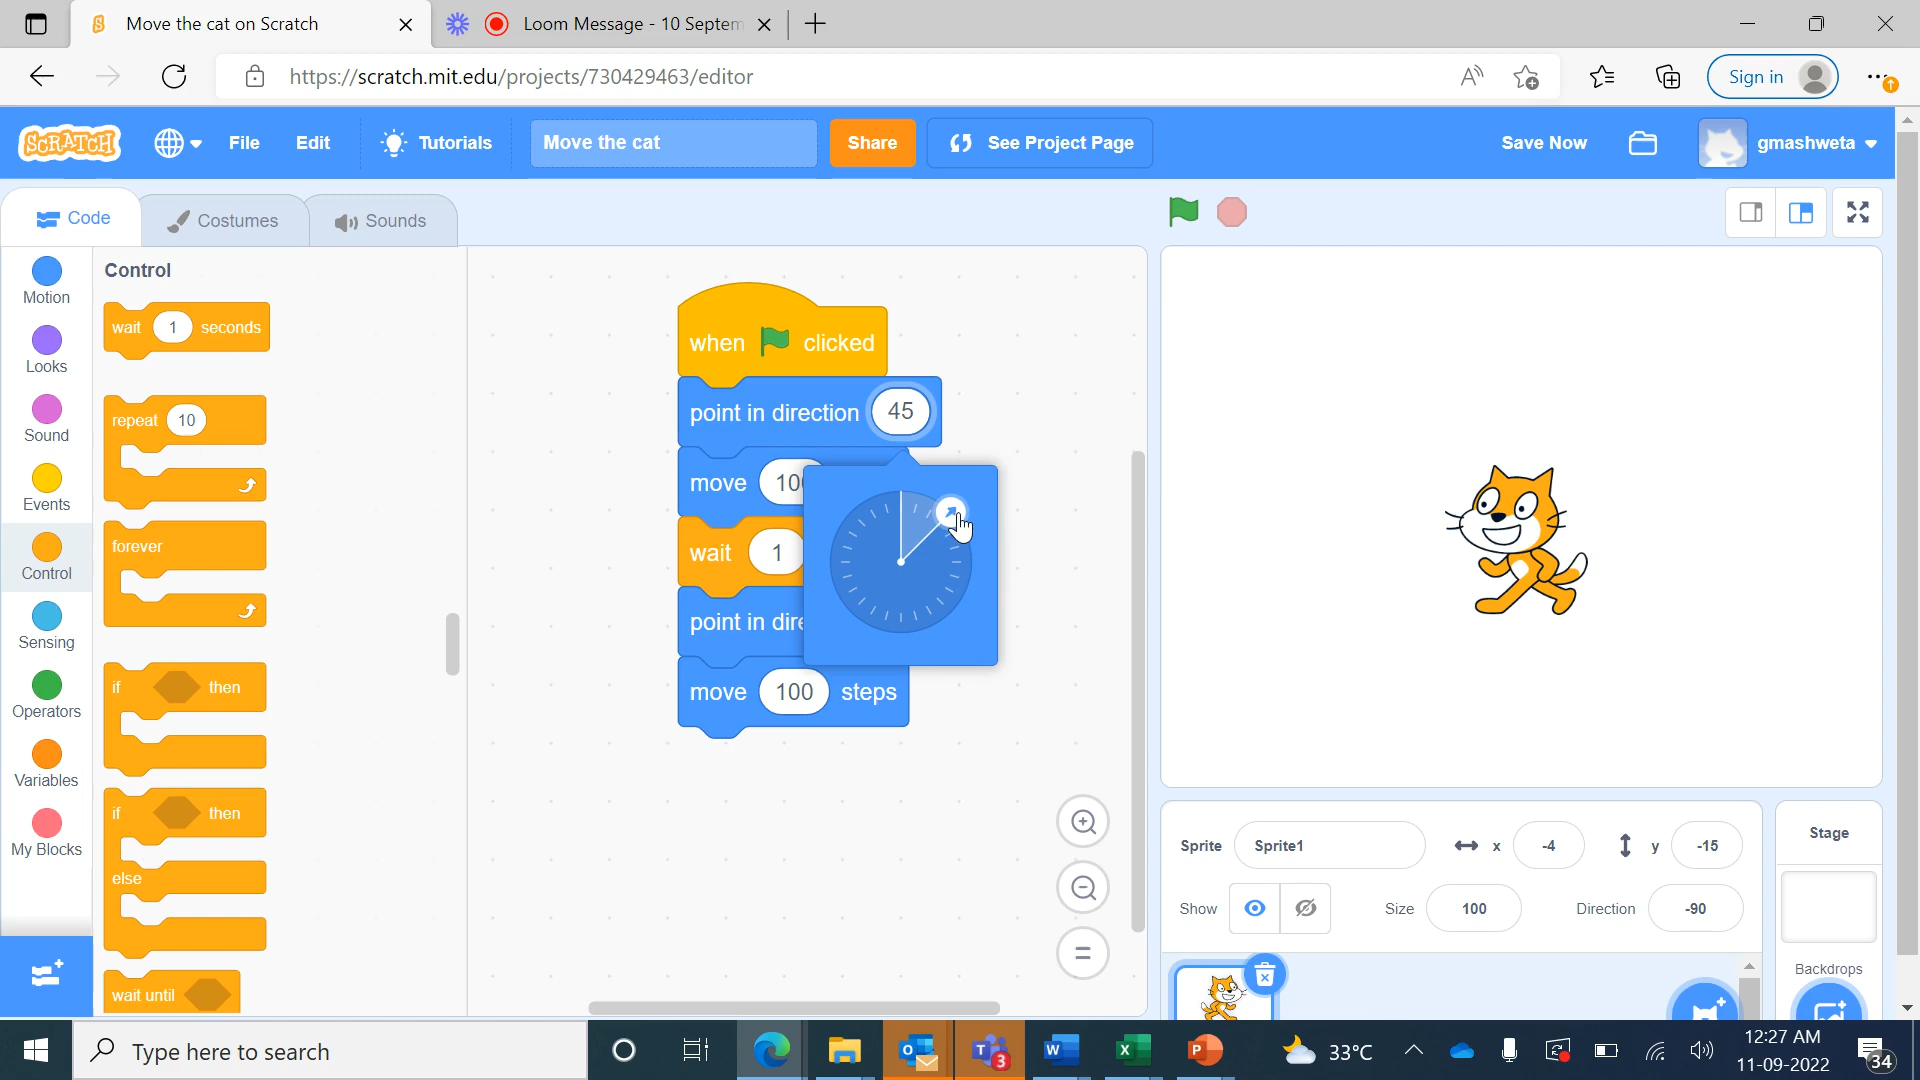 Move the cat on Scratch
Loom Message - 10 Septem
https://scratch.mit.edu/projects/730429463/editor
Sign in
SCRATCH
File
Edit
Tutorials
Move the cat
Share
See Project Page
Save Now
gmashweta
Code
Costumes
Sounds
Motion
Looks
Sound
Events
Control
Sensing
Operators
Variables
My Blocks
Control
wait 1 seconds
repeat 10
forever
if then
if then
else
wait until
when clicked
point in direction 45
move 100
wait 1
point in dire
move 100 steps
Sprite Sprite1 x -4 y -15
Show Size 100 Direction -90
Stage
Backdrops
Type here to search
3
33°C
12:27 AM
11-09-2022
34